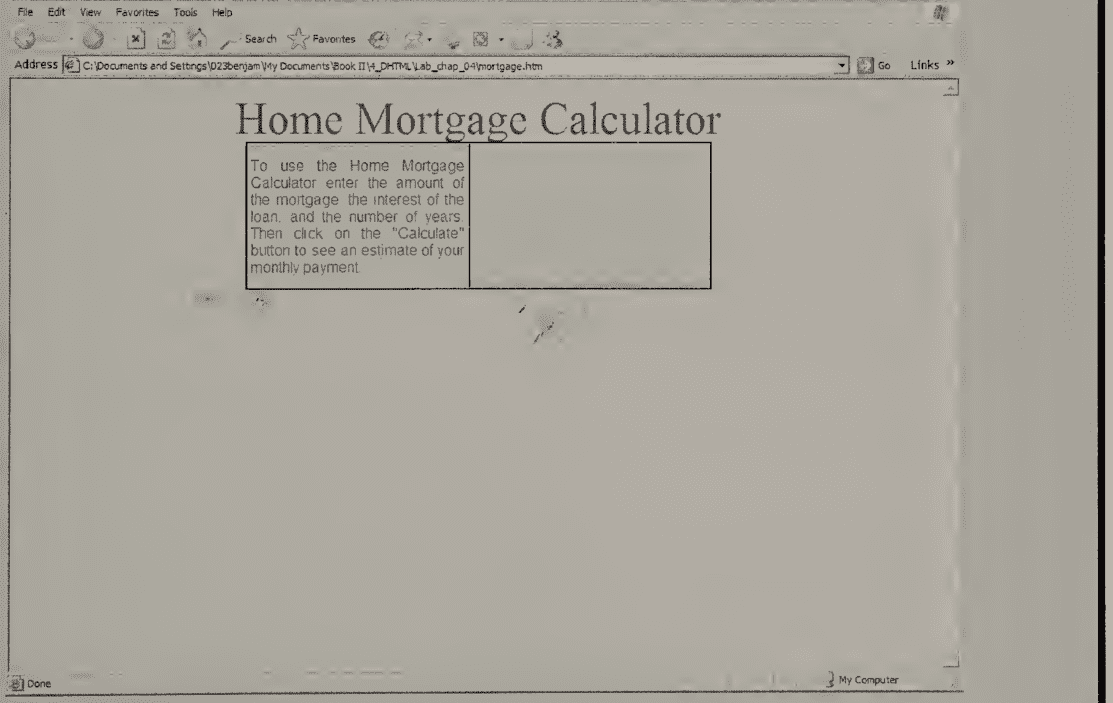 File Edit View Favorites Tools Help
Search Favorites
Address C:\Documents and Settings\023benjam\My Documents\Book II\4_DHTML\Lab_chap_04\mortgage.htm Go Links »
Home Mortgage Calculator
To use the Home Mortgage
Calculator enter the amount of
the mortgage the interest of the
loan, and the number of years.
Then click on the "Calculate"
button to see an estimate of your
monthly payment
Done My Computer